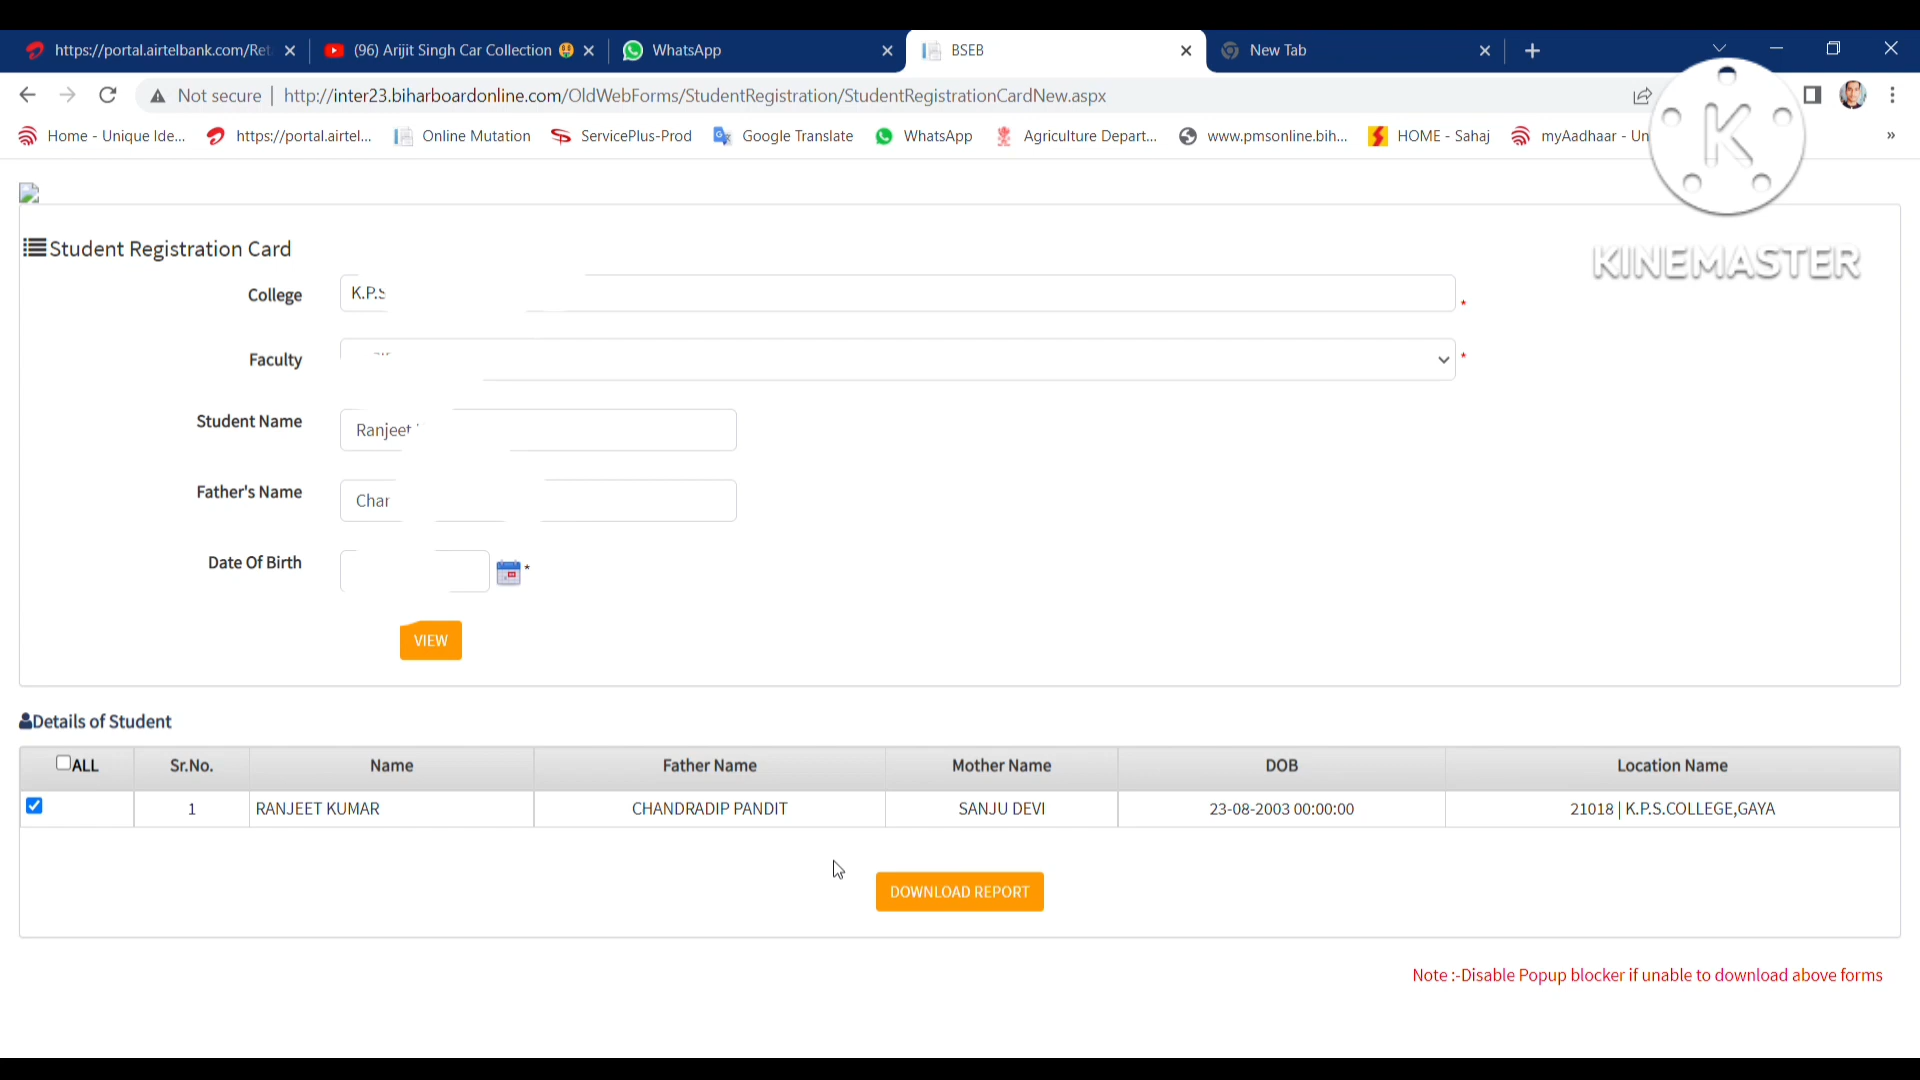 https://portal.airtelbank.com/Ret
(96) Arijit Singh Car Collection 🤑
WhatsApp
BSEB
New Tab
Not secure | http://inter23.biharboardonline.com/OldWebForms/StudentRegistration/StudentRegistrationCardNew.aspx
Home - Unique Ide...
https://portal.airtel...
Online Mutation
ServicePlus-Prod
Google Translate
WhatsApp
Agriculture Depart...
www.pmsonline.bih...
HOME - Sahaj
myAadhaar - Un
»
K
KINEMASTER
Student Registration Card
College K.P.S *
Faculty *
Student Name Ranjeet
Father's Name Char
Date Of Birth *
VIEW
Details of Student
ALL Sr.No. Name Father Name Mother Name DOB Location Name
1 RANJEET KUMAR CHANDRADIP PANDIT SANJU DEVI 23-08-2003 00:00:00 21018 | K.P.S.COLLEGE,GAYA
DOWNLOAD REPORT
Note :-Disable Popup blocker if unable to download above forms